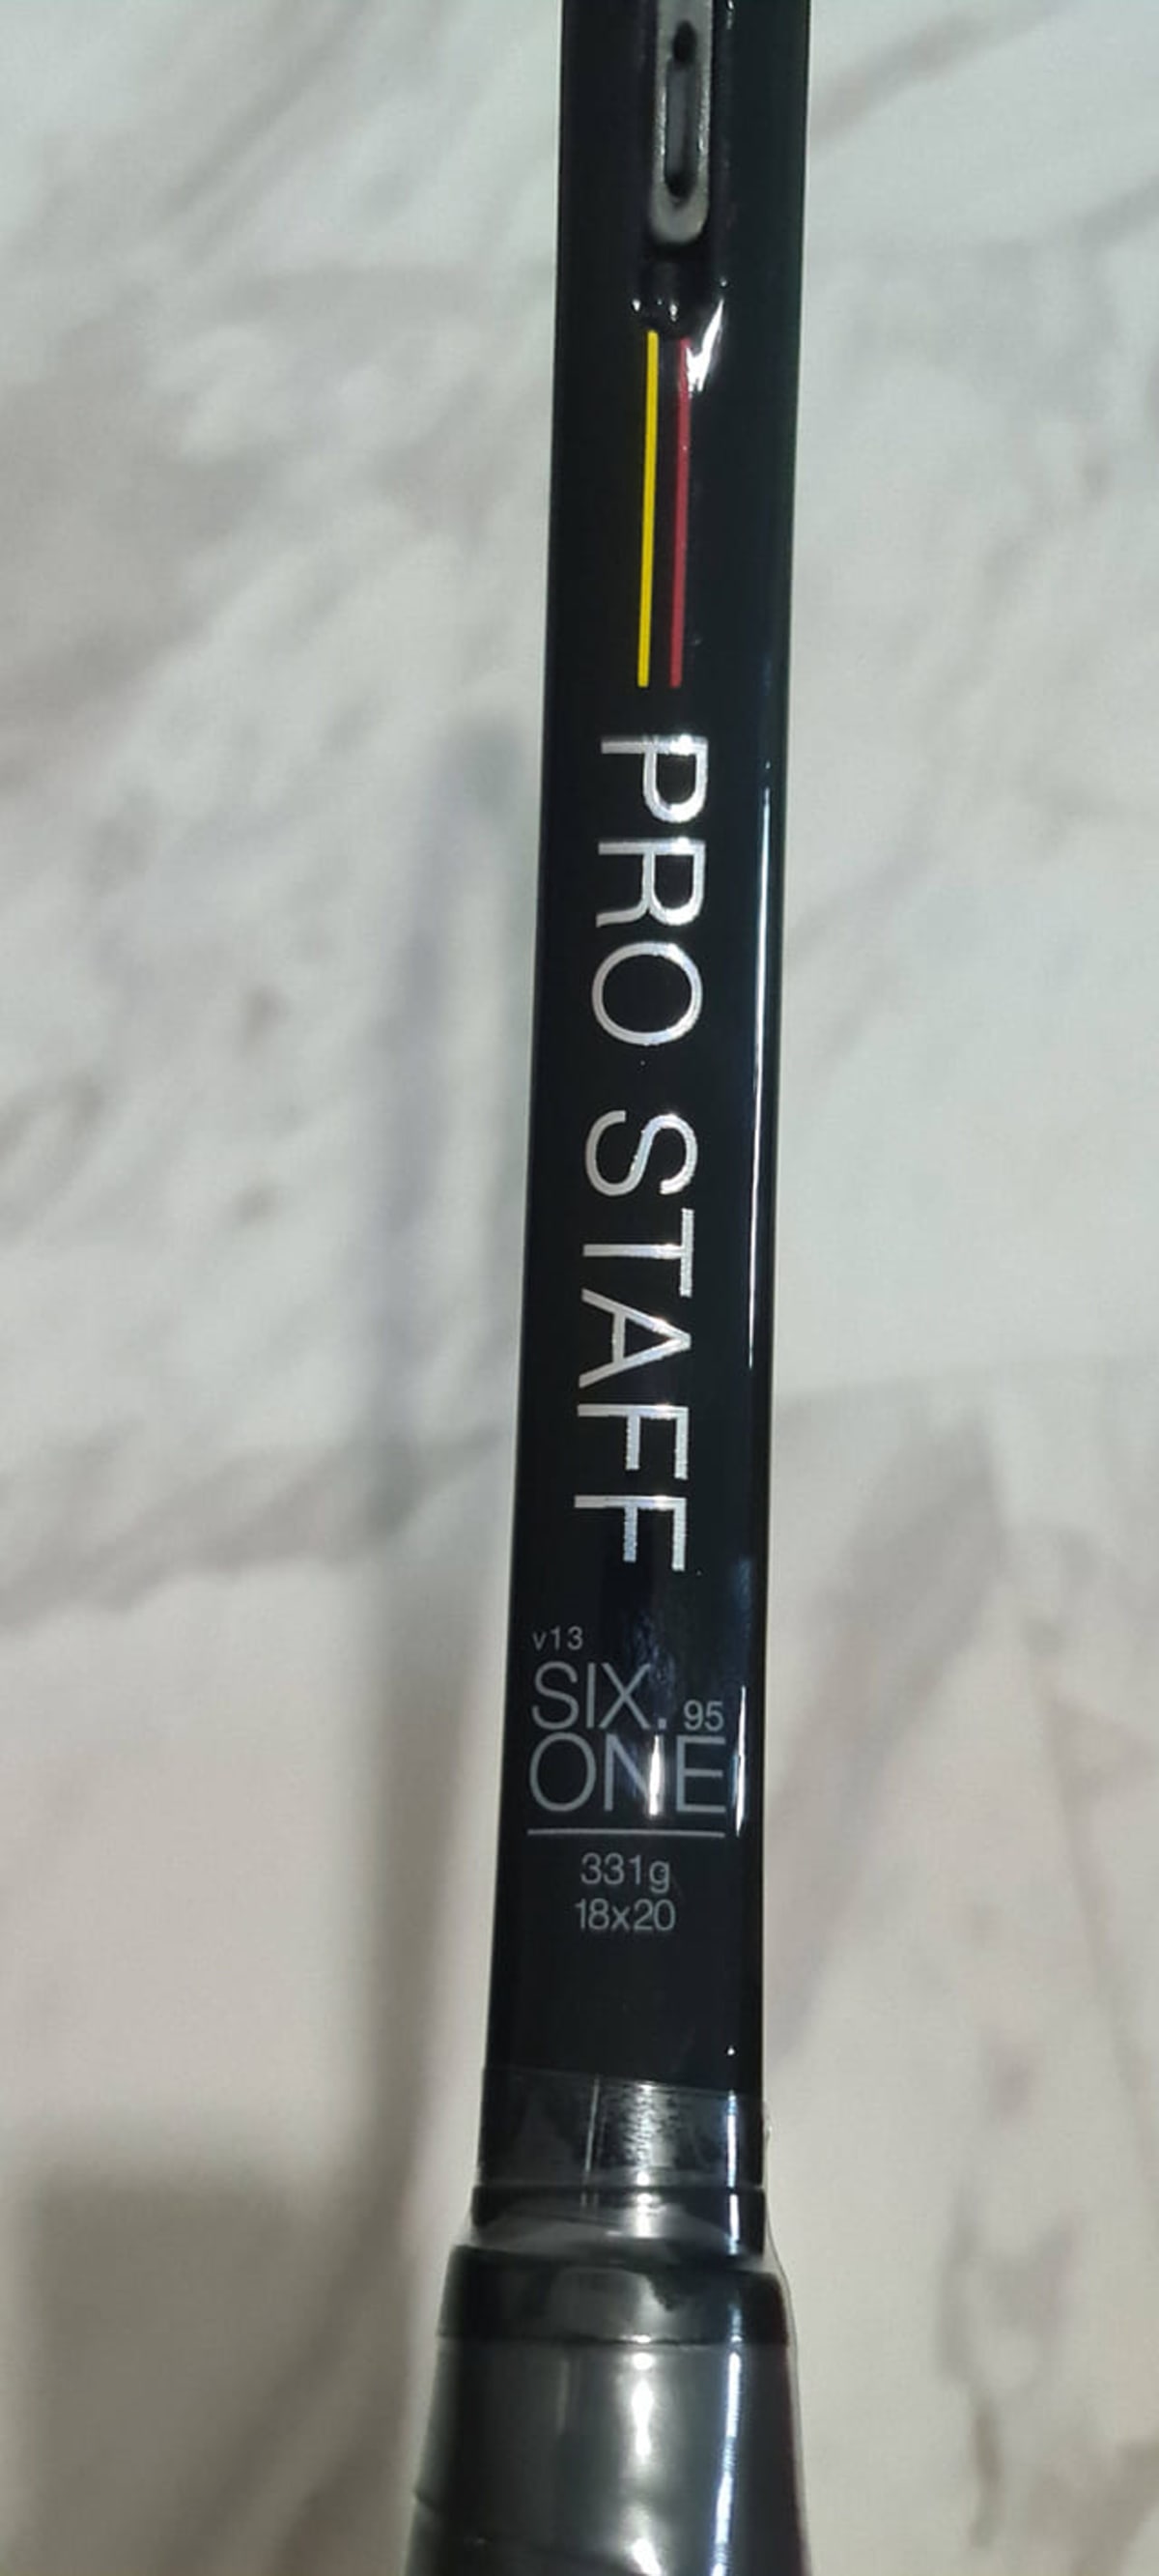 PRO STAFF
v13
SIX. 95
ONE
331g
18x20